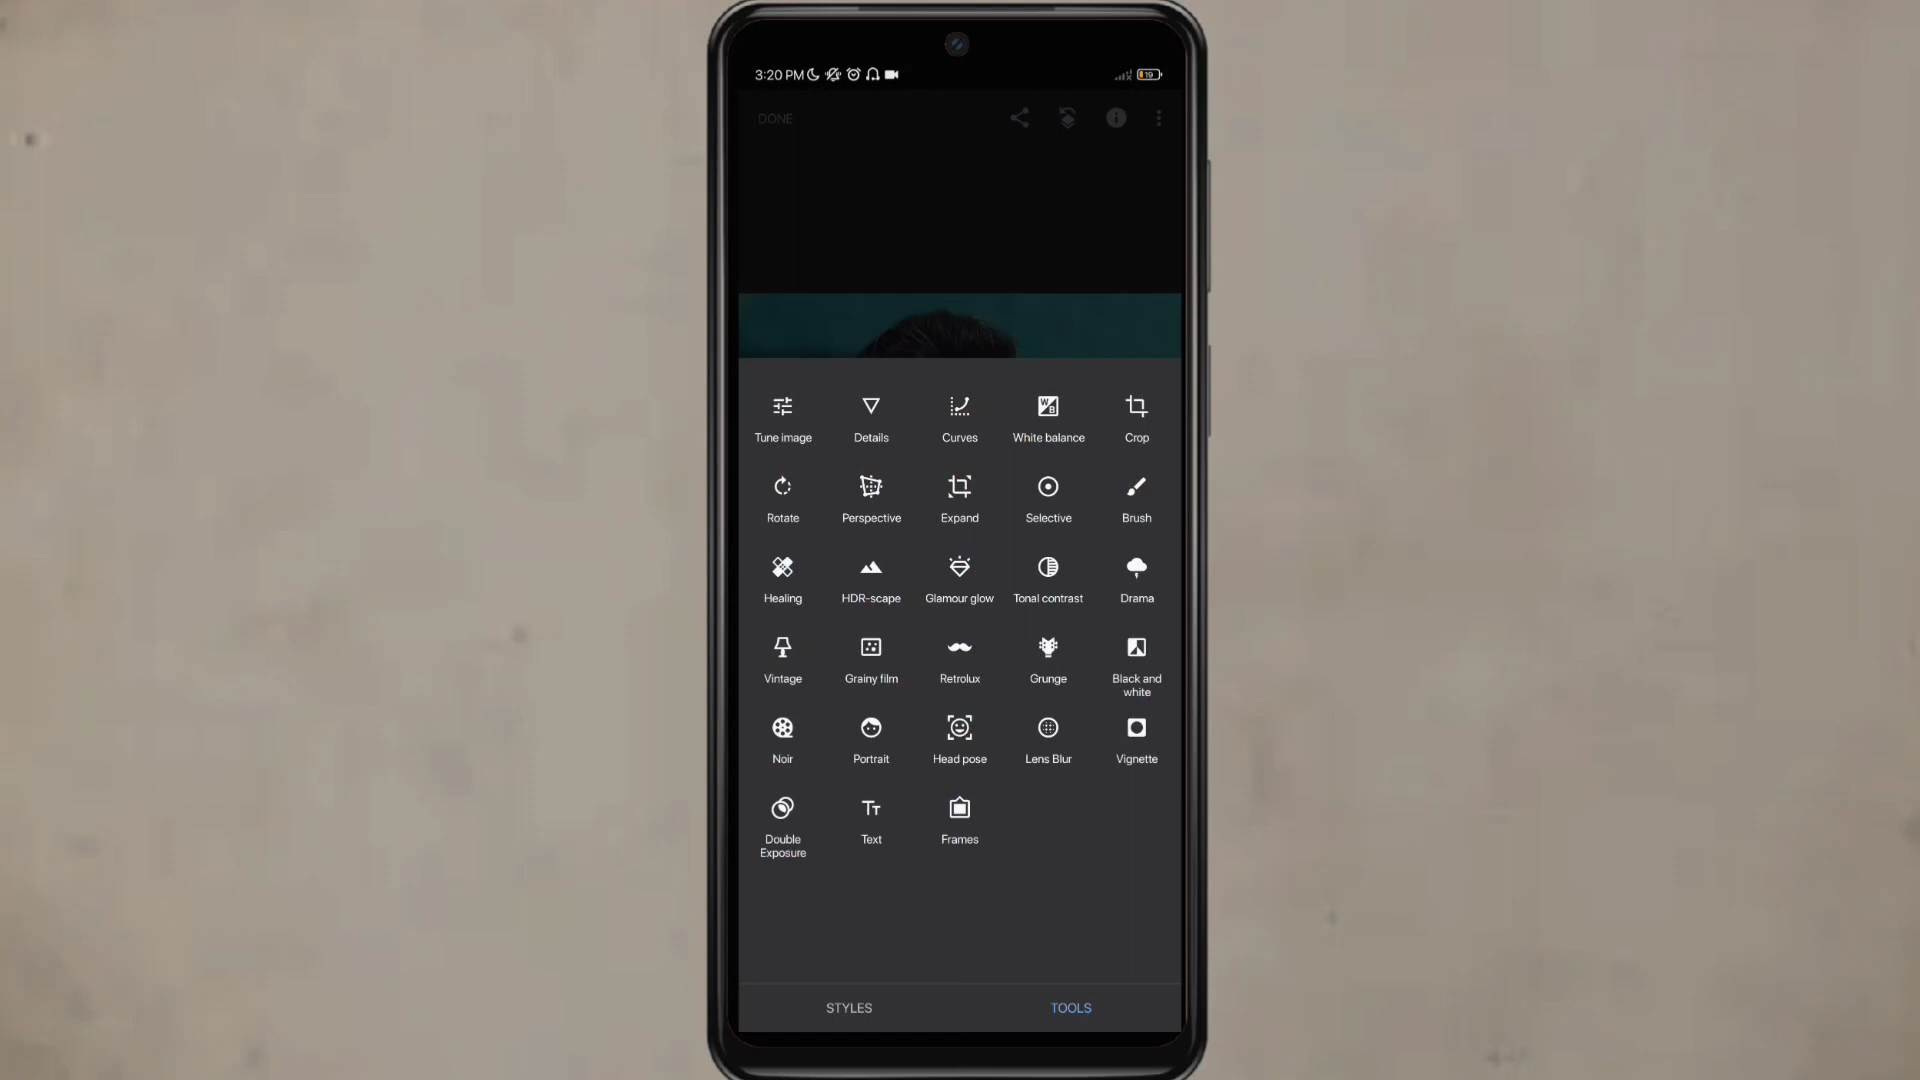 3:20 PM 19
DONE
Tune image Details Curves White balance Crop
Rotate Perspective Expand Selective Brush
Healing HDR-scape Glamour glow Tonal contrast Drama
Vintage Grainy film Retrolux Grunge Black and
white
Noir Portrait Head pose Lens Blur Vignette
Double Text Frames
Exposure
STYLES TOOLS